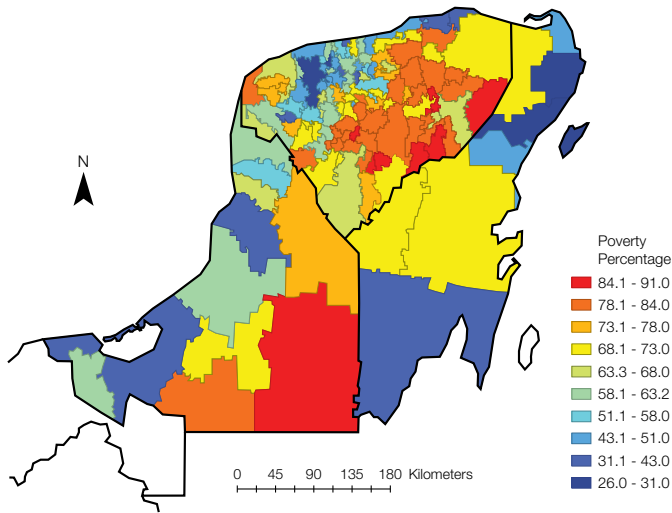 N
Poverty
Percentage
84.1 - 91.0
78.1 - 84.0
73.1 - 78.0
68.1 - 73.0
63.3 - 68.0
58.1 - 63.2
51.1 - 58.0
43.1 - 51.0
31.1 - 43.0
26.0 - 31.0
0 45 90 135 180 Kilometers